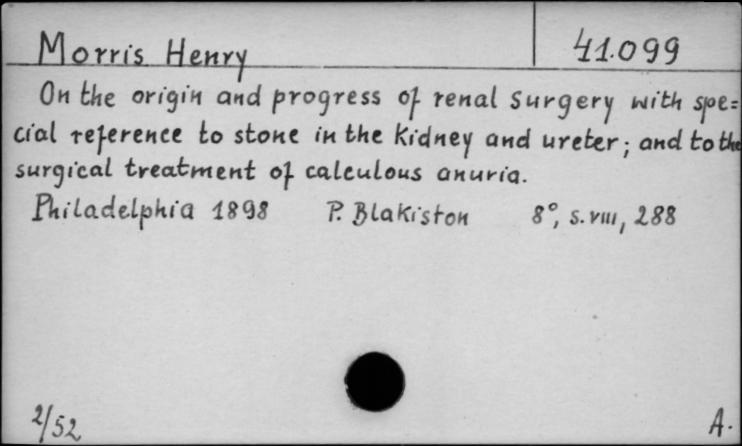 Morris Henry 41.099
On the origin and progress of renal Surgery with spe=
cial reference to stone in the Kidney and ureter; and to the
surgical treatment of calculous anuria.
Philadelphia 1898 P. Blakiston 8°, s. VIII, 288
2/52 A.